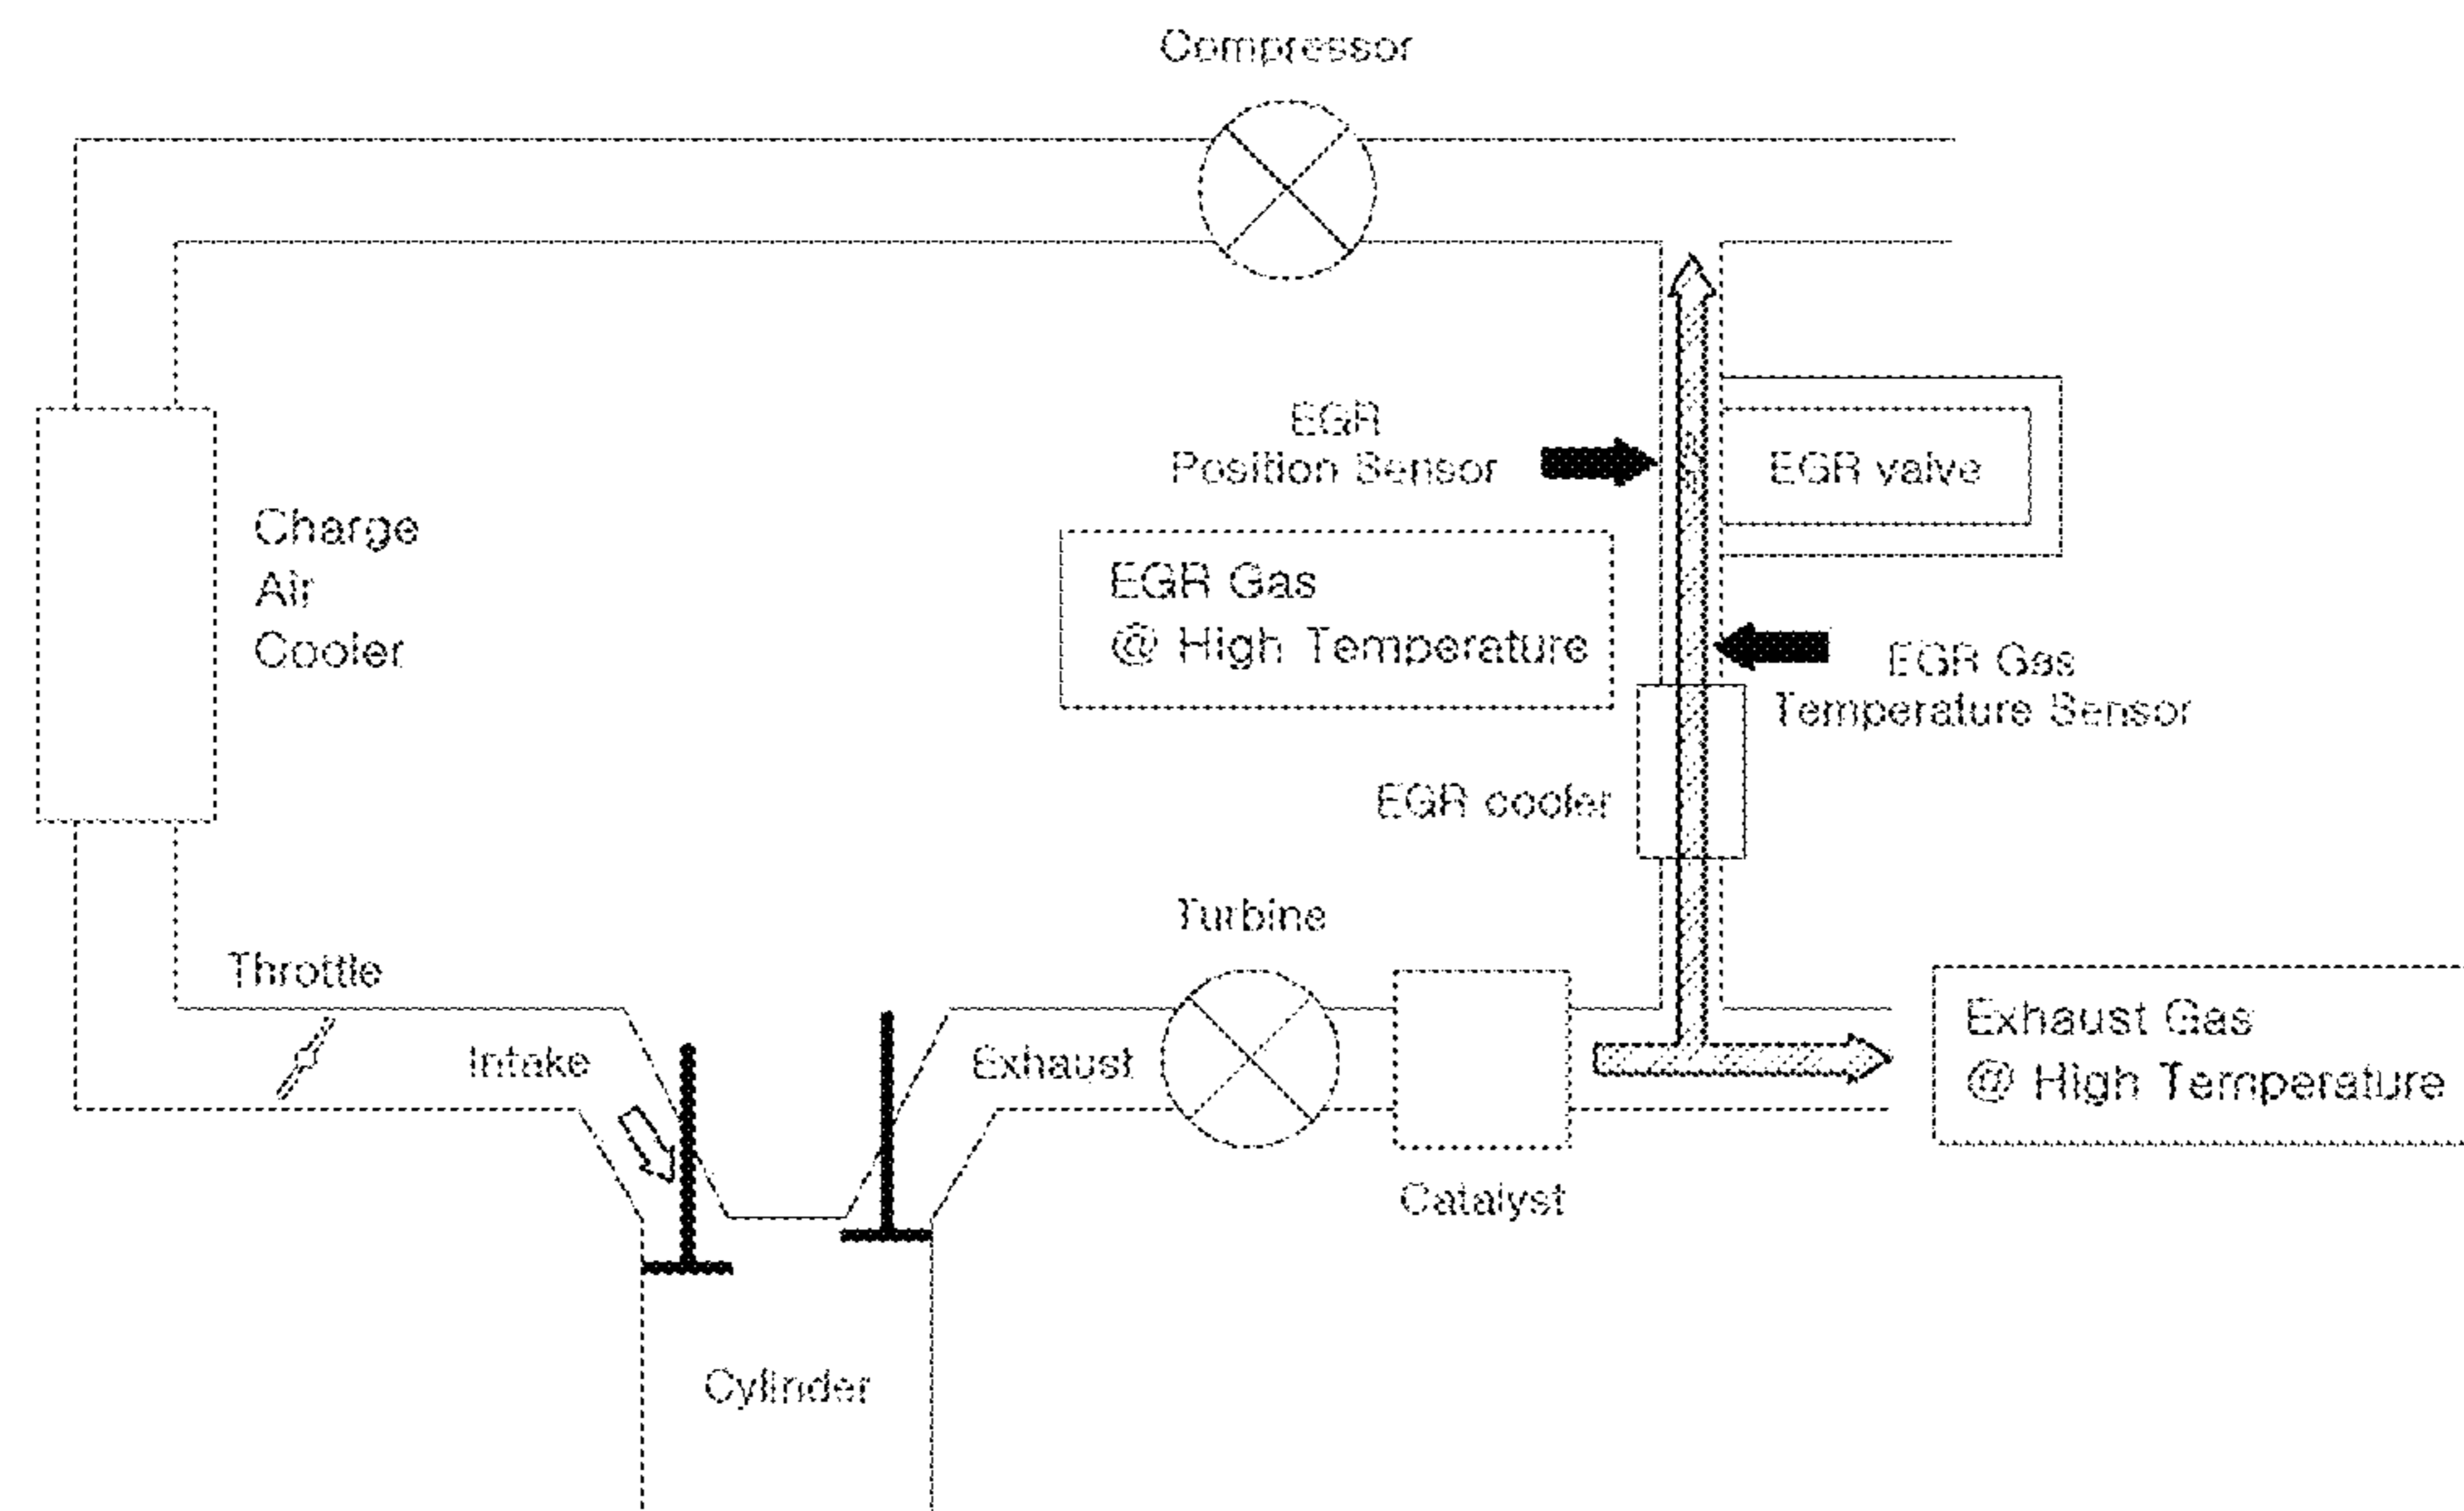 Compressor
EGR
Position Sensor
EGR valve
Charge
Air
Cooler
EGR Gas
@ High Temperature
EGR Gas
Temperature Sensor
EGR cooler
Turbine
Throttle
Intake
Exhaust
Exhaust Gas
@ High Temperature
Catalyst
Cylinder